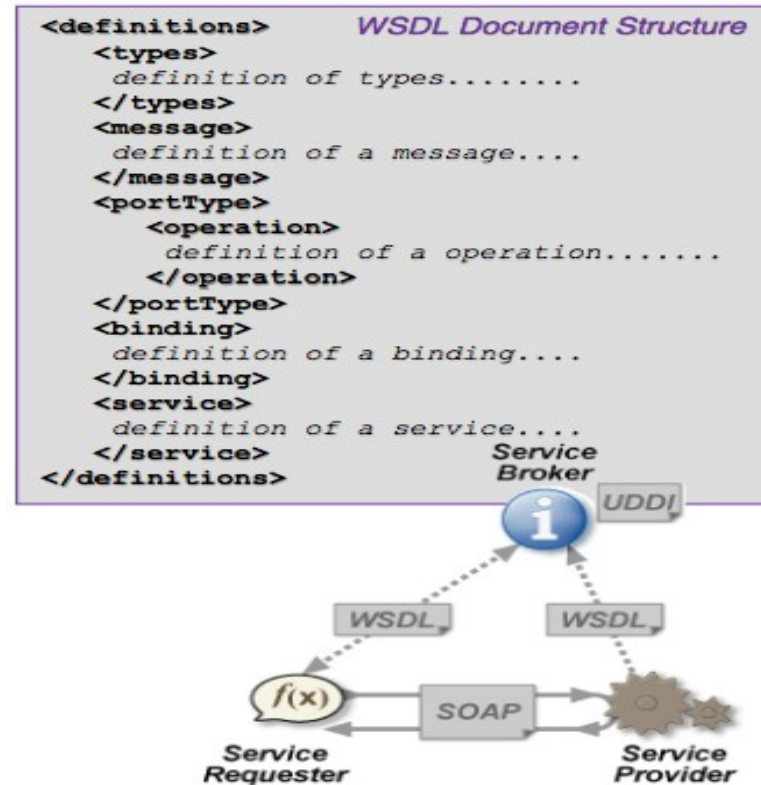 <definitions> WSDL Document Structure
<types>
definition of types........
</types>
<message>
definition of a message....
</message>
<portType>
<operation>
definition of a operation.......
</operation>
</portType>
<binding>
definition of a binding....
</binding>
<service>
definition of a service....
</service>
</definitions>
Service
Broker
i
UDDI
WSDL
WSDL
f(x)
SOAP
Service
Requester
Service
Provider